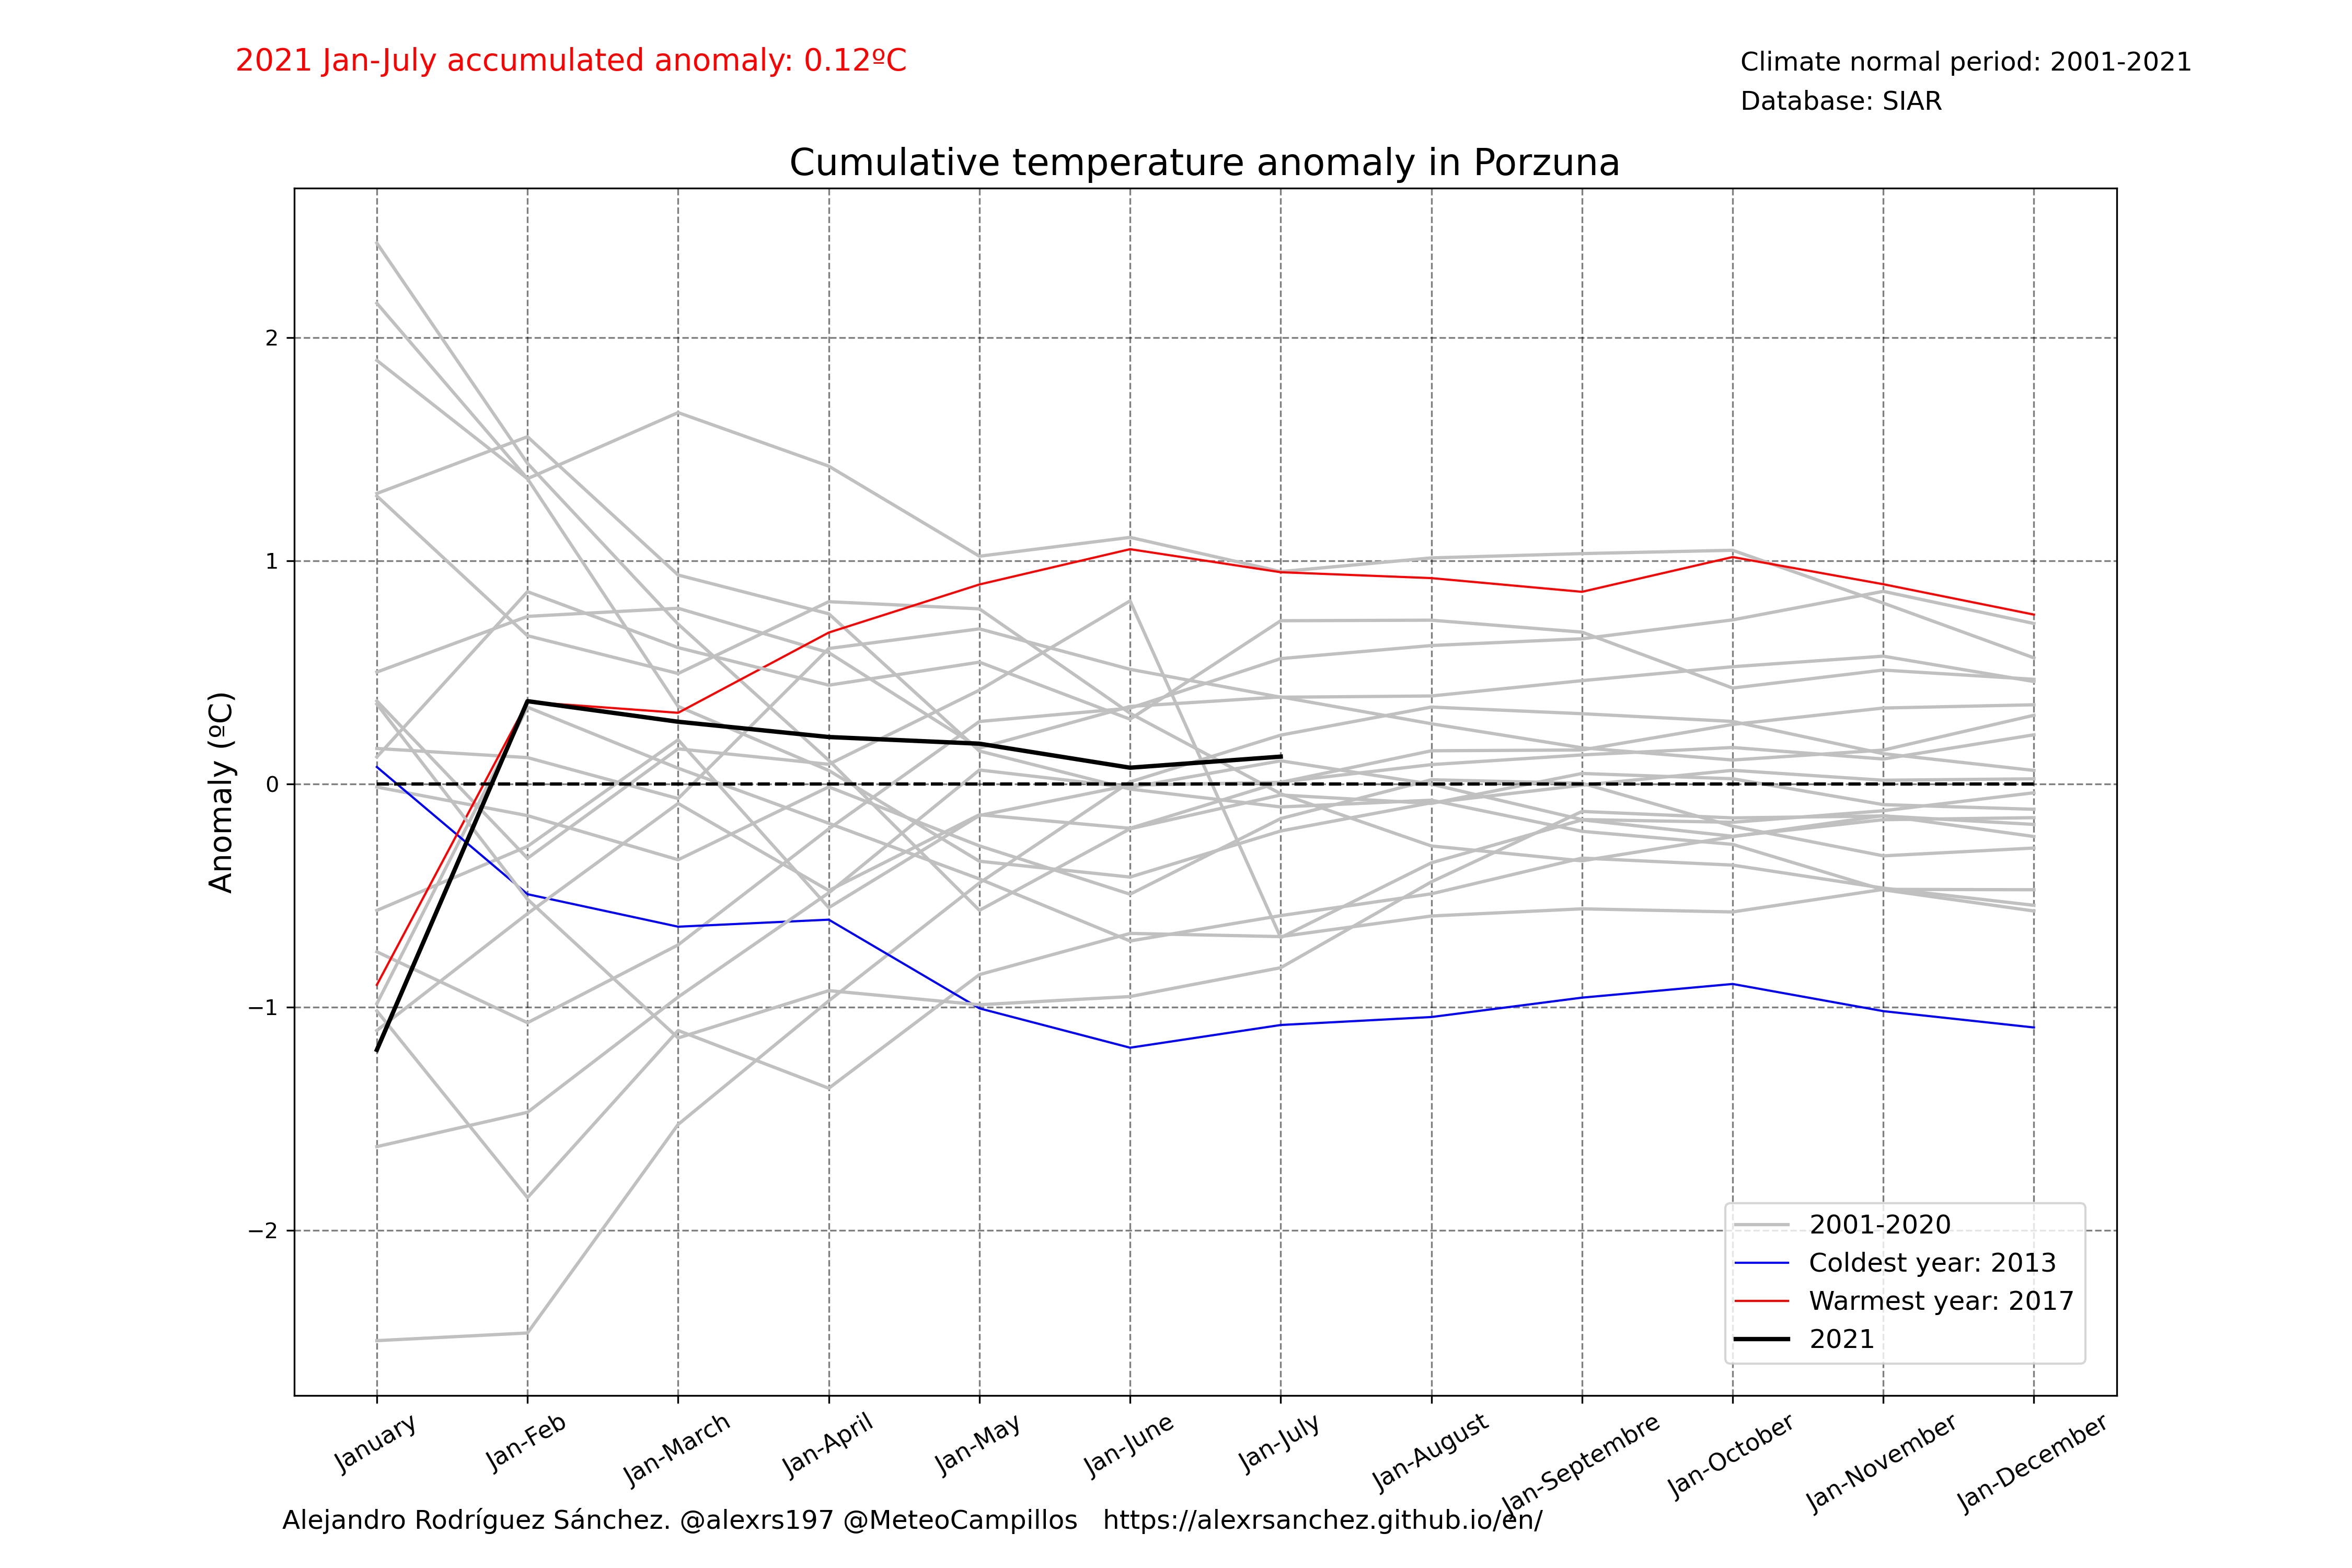 2021 Jan-July accumulated anomaly: 0.12ºC
Climate normal period: 2001-2021
Database: SIAR
Cumulative temperature anomaly in Porzuna
Anomaly (ºC)
2
1
0
−1
−2
January
Jan-Feb
Jan-March
Jan-April
Jan-May
Jan-June
Jan-July
Jan-August
Jan-Septembre
Jan-October
Jan-November
Jan-December
2001-2020
Coldest year: 2013
Warmest year: 2017
2021
Alejandro Rodríguez Sánchez. @alexrs197 @MeteoCampillos https://alexrsanchez.github.io/en/